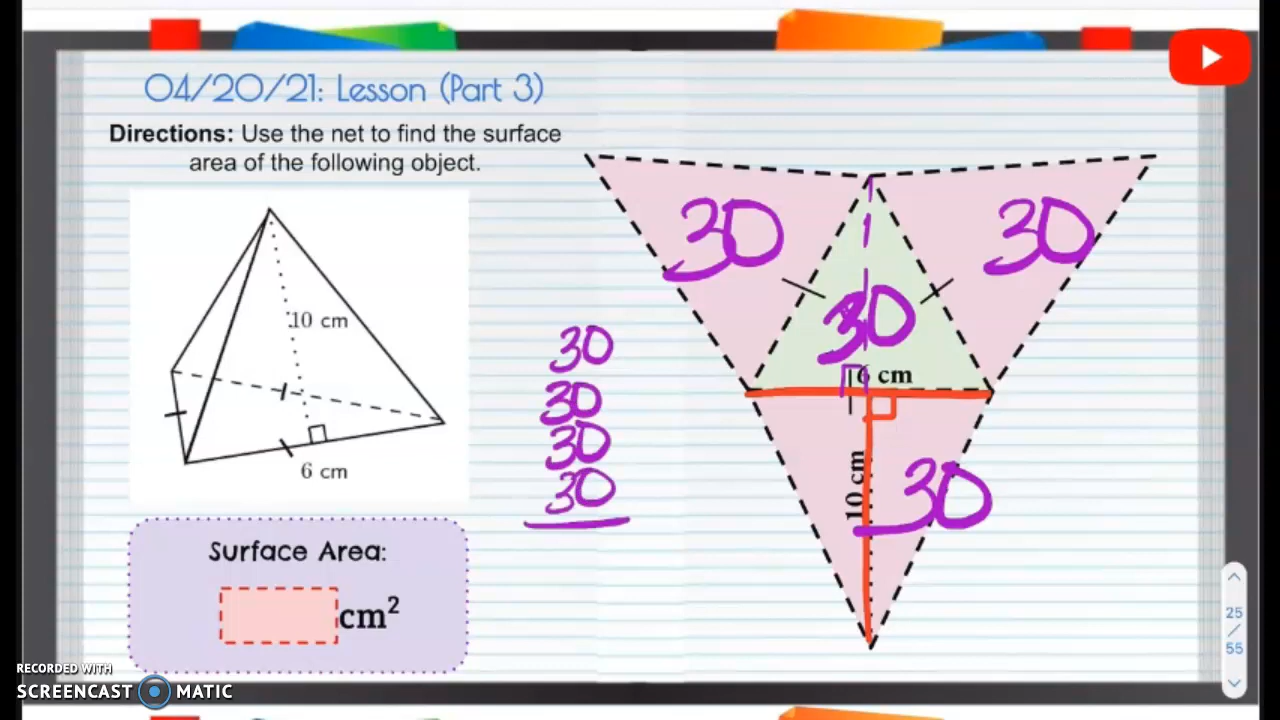 04/20/21: Lesson (Part 3)
Directions: Use the net to find the surface
area of the following object.
10 cm
6 cm
30
30
30
30
30
30
30
6 cm
10 cm
30
Surface Area:
cm²
25
/
55
RECORDED WITH
SCREENCAST MATIC